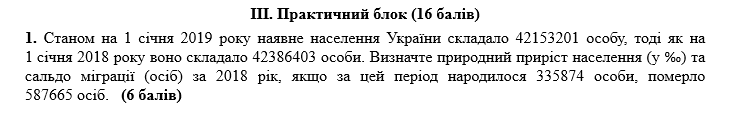 ІІІ. Практичний блок (16 балів)
1. Станом на 1 січня 2019 року наявне населення України складало 42153201 особу, тоді як на
1 січня 2018 року воно складало 42386403 особи. Визначте природний приріст населення (у ‰) та
сальдо міграції (осіб) за 2018 рік, якщо за цей період народилося 335874 особи, померло
587665 осіб. (6 балів)